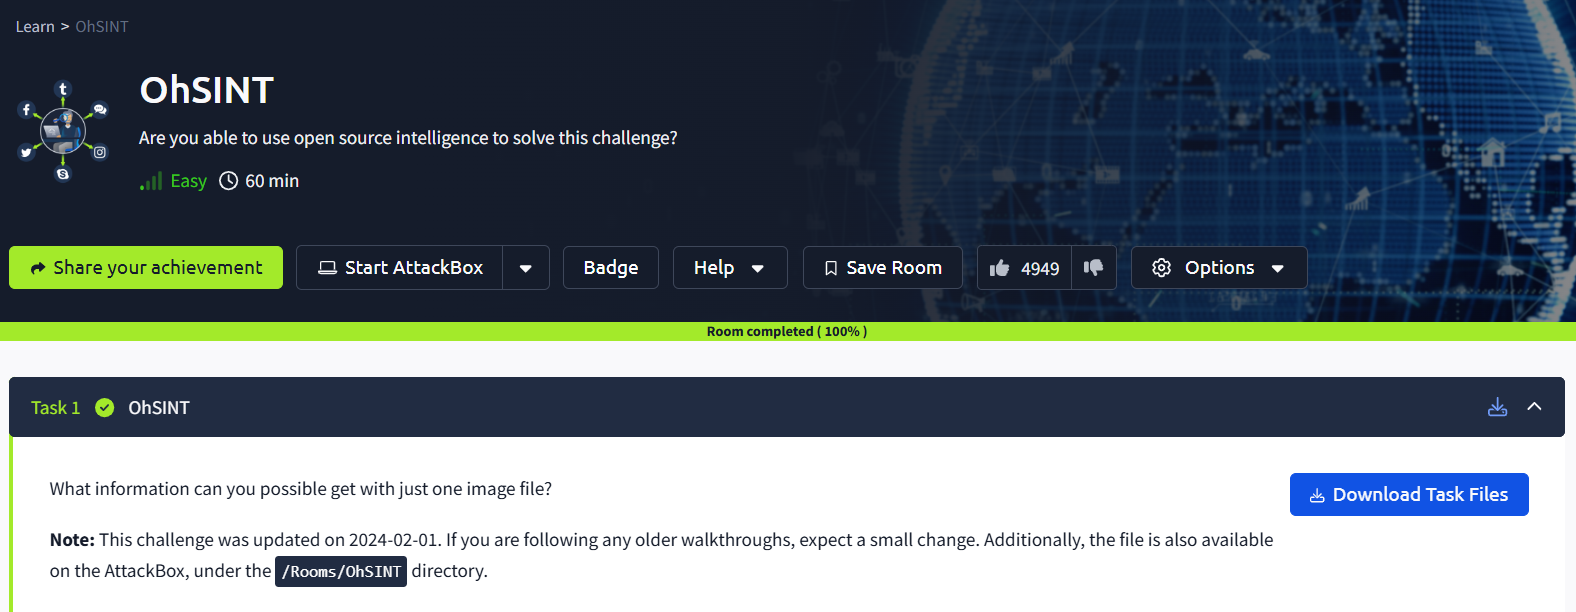 Learn > OhSINT
OhSINT
Are you able to use open source intelligence to solve this challenge?
Easy 60 min
Share your achievement Start AttackBox Badge Help Save Room 4949 Options
Room completed ( 100% )
Task 1 OhSINT
What information can you possible get with just one image file?
Download Task Files
Note: This challenge was updated on 2024-02-01. If you are following any older walkthroughs, expect a small change. Additionally, the file is also available
on the AttackBox, under the /Rooms/OhSINT directory.